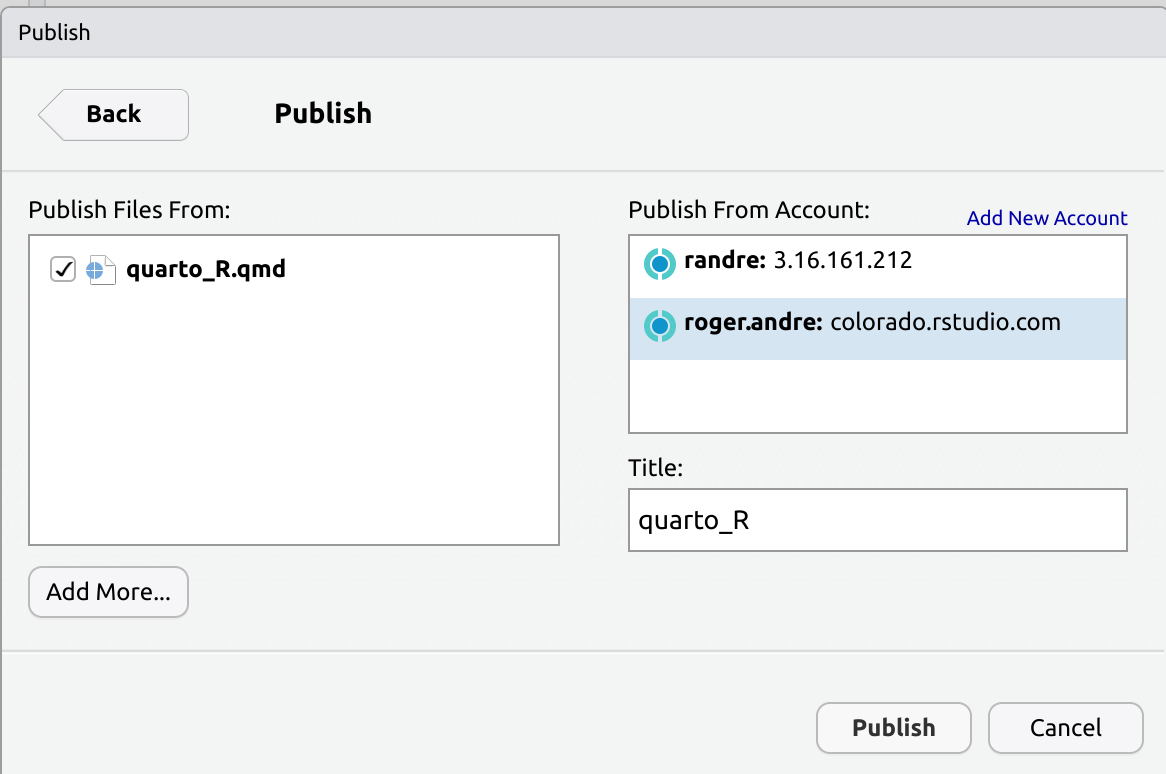 Publish
Back
Publish
Publish Files From:
quarto_R.qmd
Add More...
Publish From Account:
Add New Account
randre: 3.16.161.212
roger.andre: colorado.rstudio.com
Title:
quarto_R
Publish
Cancel